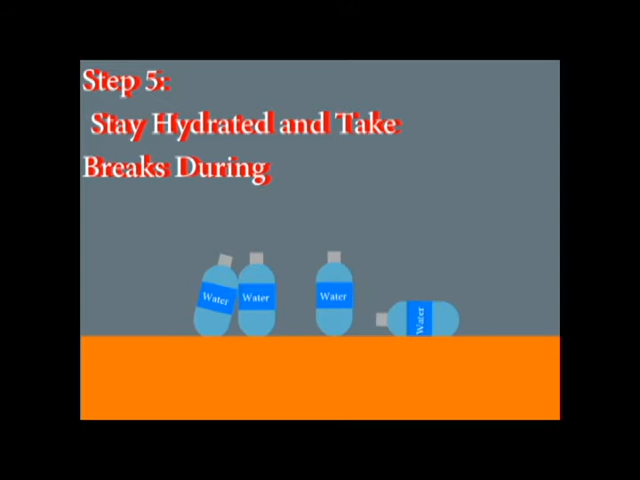 Step 5:
Stay Hydrated and Take
Breaks During
Water
Water
Water
Water